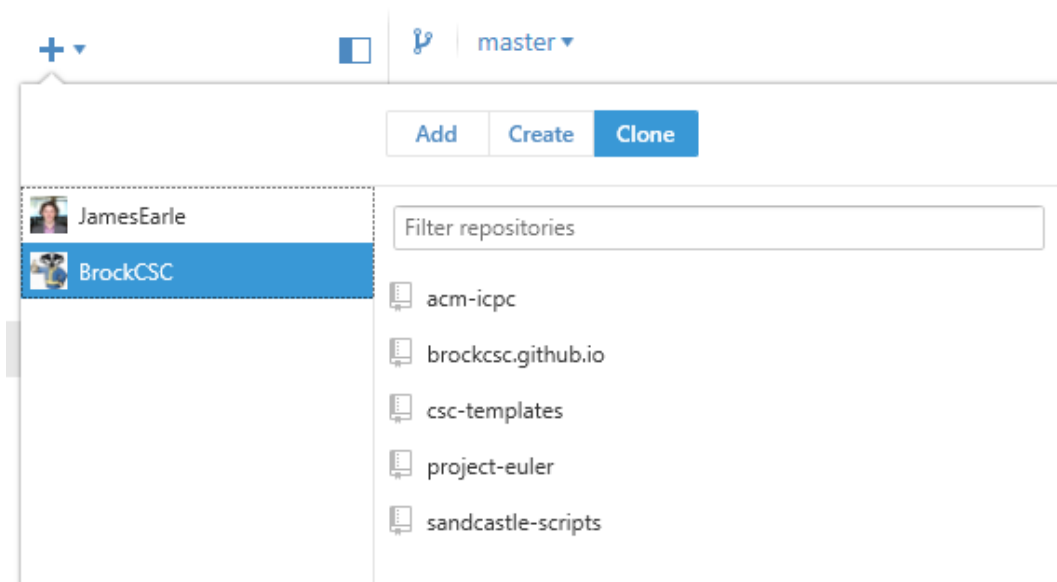 master
Add Create Clone
JamesEarle
BrockCSC
Filter repositories
acm-icpc
brockcsc.github.io
csc-templates
project-euler
sandcastle-scripts